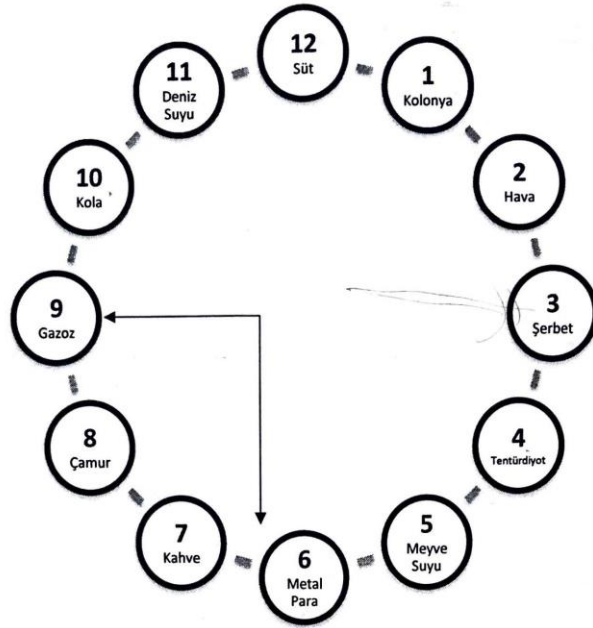 12
Süt
1
Kolonya
2
Hava
3
Şerbet
4
Tentürdiyot
5
Meyve
Suyu
6
Metal
Para
7
Kahve
8
Çamur
9
Gazoz
10
Kola
11
Deniz
Suyu